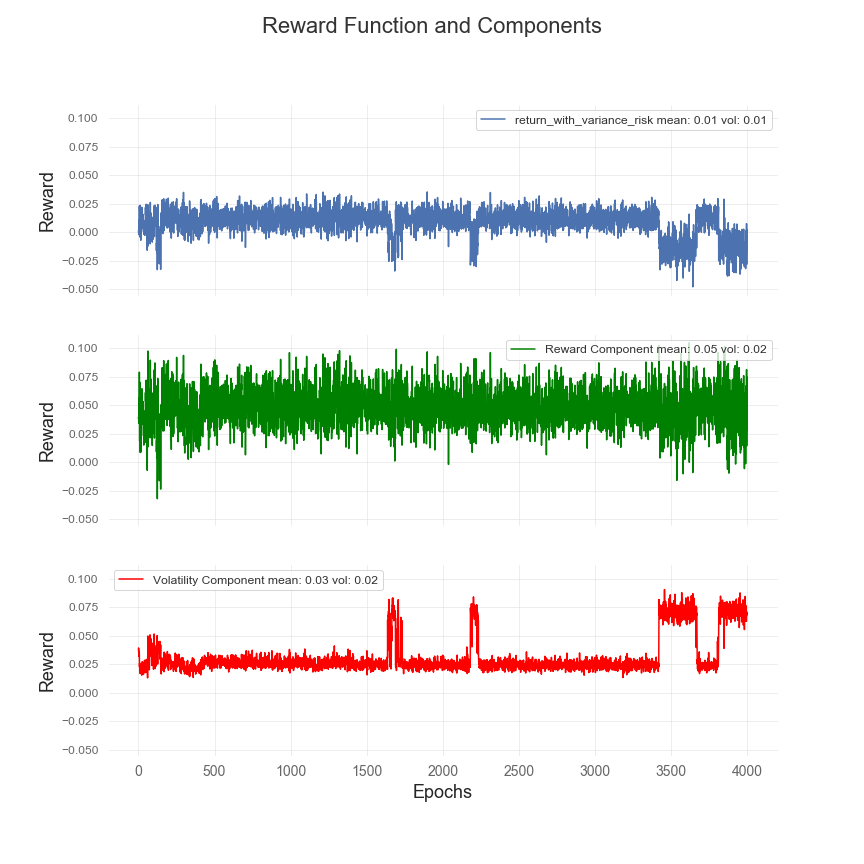 Reward Function and Components
0.100
0.075
0.050
0.025
0.000
−0.025
−0.050
Reward
return_with_variance_risk mean: 0.01 vol: 0.01
0.100
0.075
0.050
0.025
0.000
−0.025
−0.050
Reward
Reward Component mean: 0.05 vol: 0.02
0.100
0.075
0.050
0.025
0.000
−0.025
−0.050
Reward
Volatility Component mean: 0.03 vol: 0.02
0 500 1000 1500 2000 2500 3000 3500 4000
Epochs